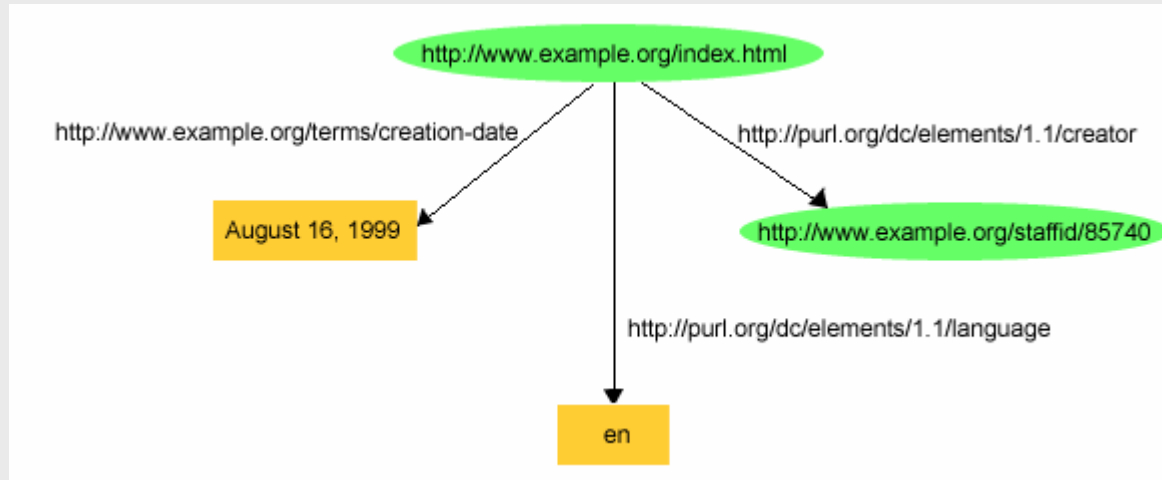 http://www.example.org/index.html
http://www.example.org/terms/creation-date
http://purl.org/dc/elements/1.1/creator
August 16, 1999
http://www.example.org/staffid/85740
http://purl.org/dc/elements/1.1/language
en